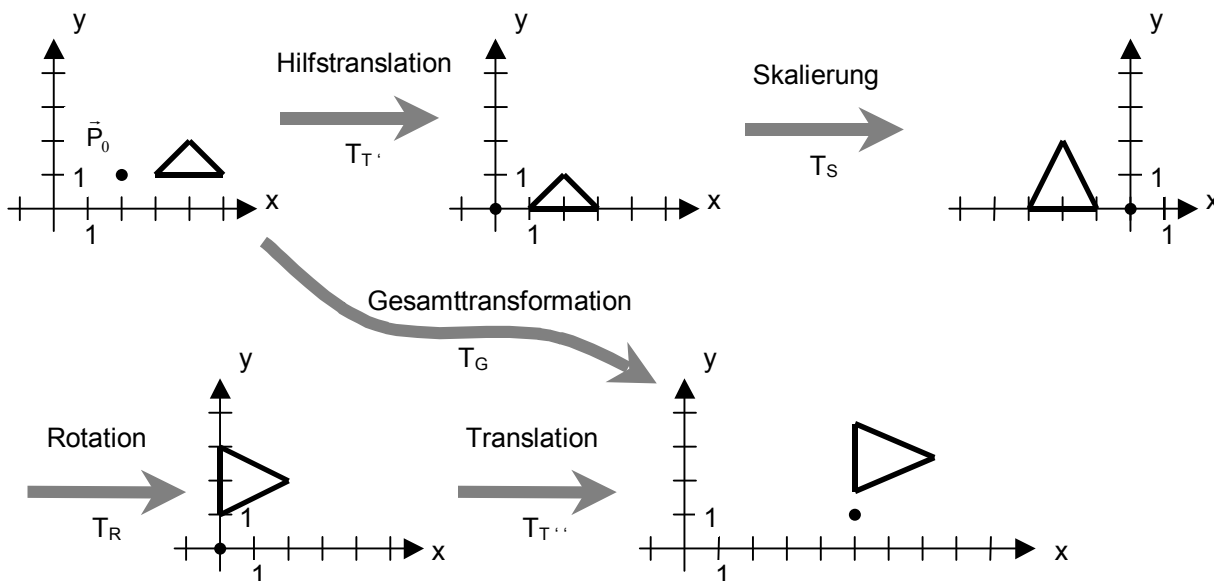 y
P⃗₀
1
1
x
Hilfstranslation
T_T‘
y
1
1
x
Skalierung
T_S
y
1
1
x
Gesamttransformation
T_G
Rotation
T_R
y
1
1
x
Translation
T_T‘‘
y
1
1
x